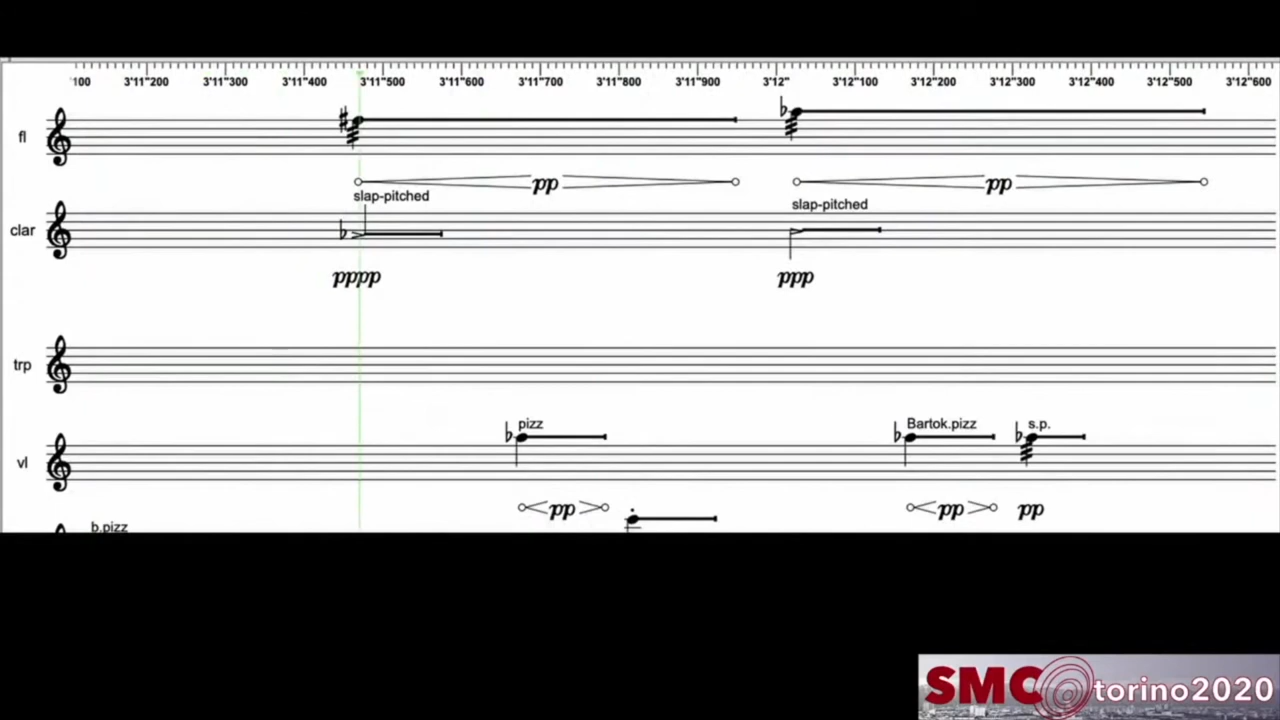 '100 3'11"200 3'11"300 3'11"400 3'11"500 3'11"600 3'11"700 3'11"800 3'11"900 3'12" 3'12"100 3'12"200 3'12"300 3'12"400 3'12"500 3'12"600
fl
pp pp
slap-pitched slap-pitched
clar
pppp ppp
trp
pizz Bartok.pizz s.p.
vl
pp pp pp
b.pizz
SMC@torino2020